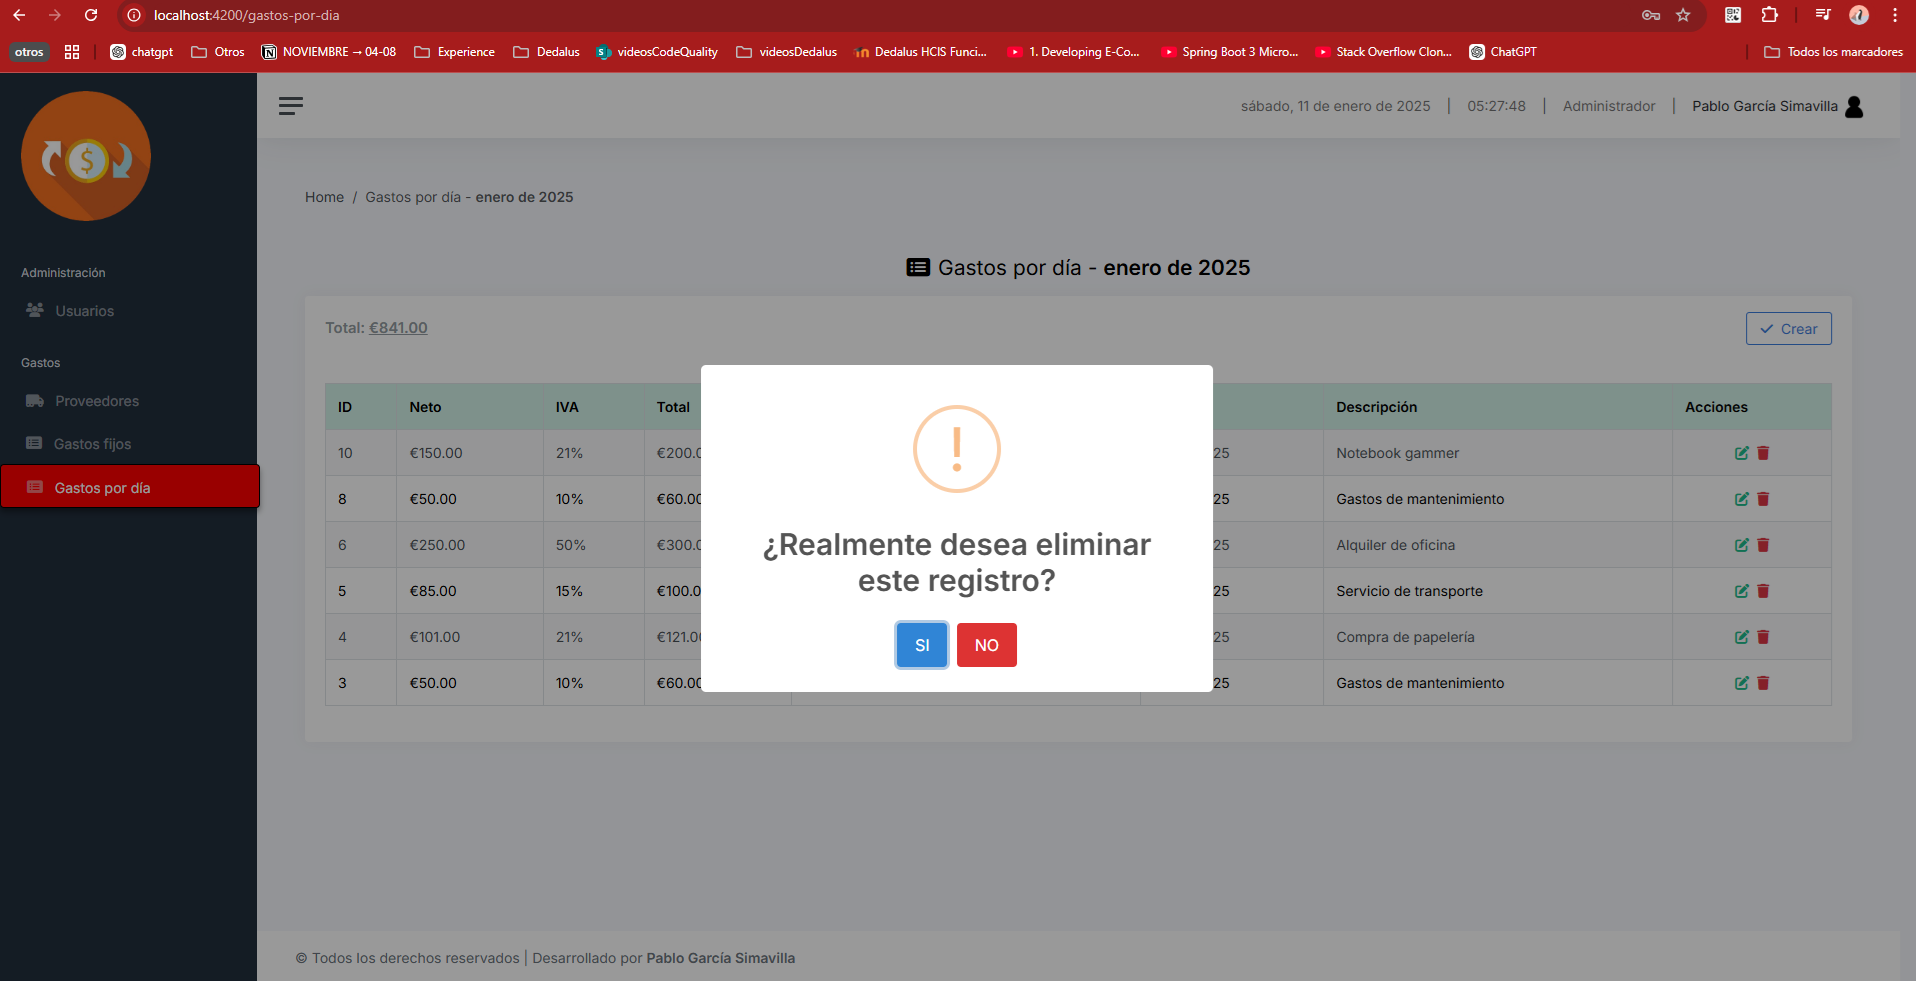 localhost:4200/gastos-por-dia
otros
chatgpt
Otros
NOVIEMBRE → 04-08
Experience
Dedalus
videosCodeQuality
videosDedalus
Dedalus HCIS Funci...
1. Developing E-Co...
Spring Boot 3 Micro...
Stack Overflow Clon...
ChatGPT
Todos los marcadores
sábado, 11 de enero de 2025 | 05:27:48 | Administrador | Pablo García Simavilla
Home / Gastos por día - enero de 2025
Administración
Usuarios
Gastos
Proveedores
Gastos fijos
Gastos por día
Gastos por día - enero de 2025
Total: €841.00
Crear
ID Neto IVA Total Descripción Acciones
10 €150.00 21% €200.0 25 Notebook gammer
8 €50.00 10% €60.00 25 Gastos de mantenimiento
6 €250.00 50% €300.0 25 Alquiler de oficina
5 €85.00 15% €100.0 25 Servicio de transporte
4 €101.00 21% €121.0 25 Compra de papelería
3 €50.00 10% €60.00 25 Gastos de mantenimiento
!
¿Realmente desea eliminar
este registro?
SI
NO
© Todos los derechos reservados | Desarrollado por Pablo García Simavilla